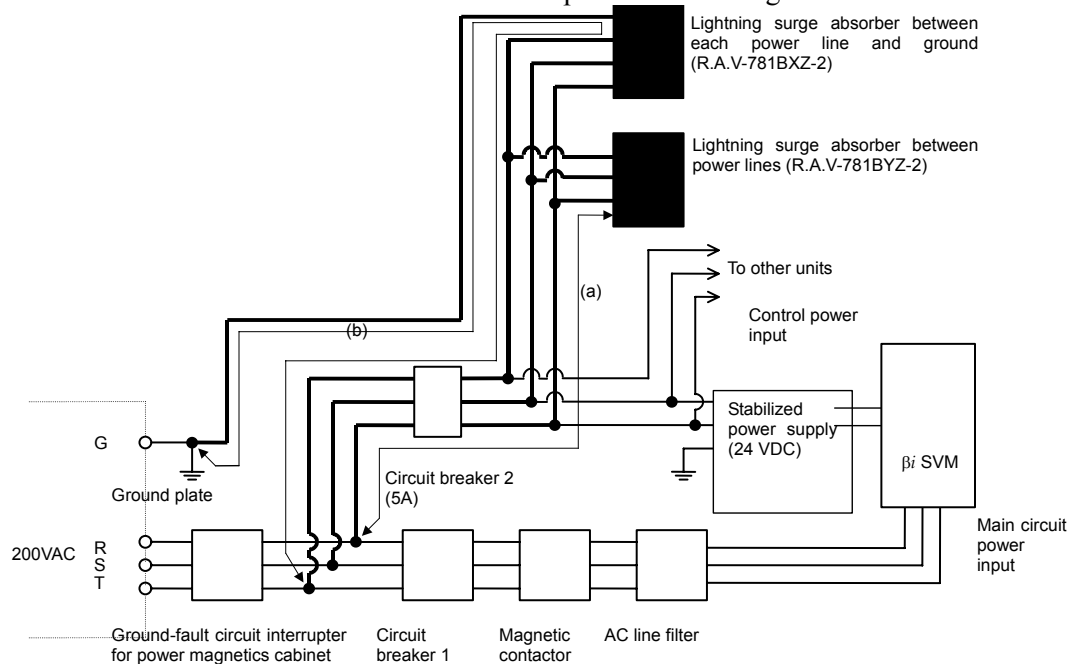 Lightning surge absorber between
each power line and ground
(R.A.V-781BXZ-2)
Lightning surge absorber between
power lines (R.A.V-781BYZ-2)
To other units
(a)
(b)
Control power
input
Stabilized
power supply
(24 VDC)
βi SVM
G
Ground plate
Circuit breaker 2
(5A)
Main circuit
power
input
200VAC
R
S
T
Ground-fault circuit interrupter
for power magnetics cabinet
Circuit
breaker 1
Magnetic
contactor
AC line filter